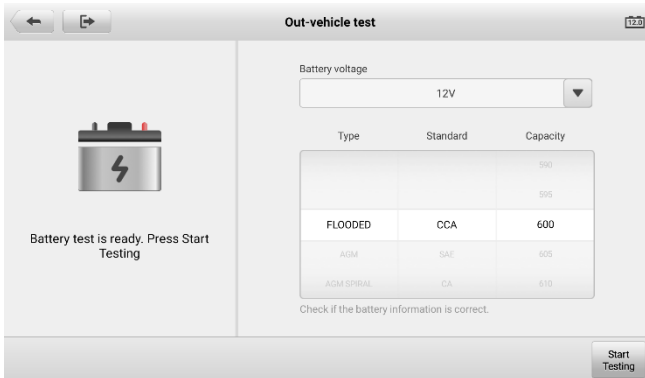 Out-vehicle test
12.0
Battery voltage
12V
Type Standard Capacity
590
595
FLOODED CCA 600
AGM SAE 605
AGM SPIRAL CA 610
Check if the battery information is correct.
Battery test is ready. Press Start
Testing
Start
Testing